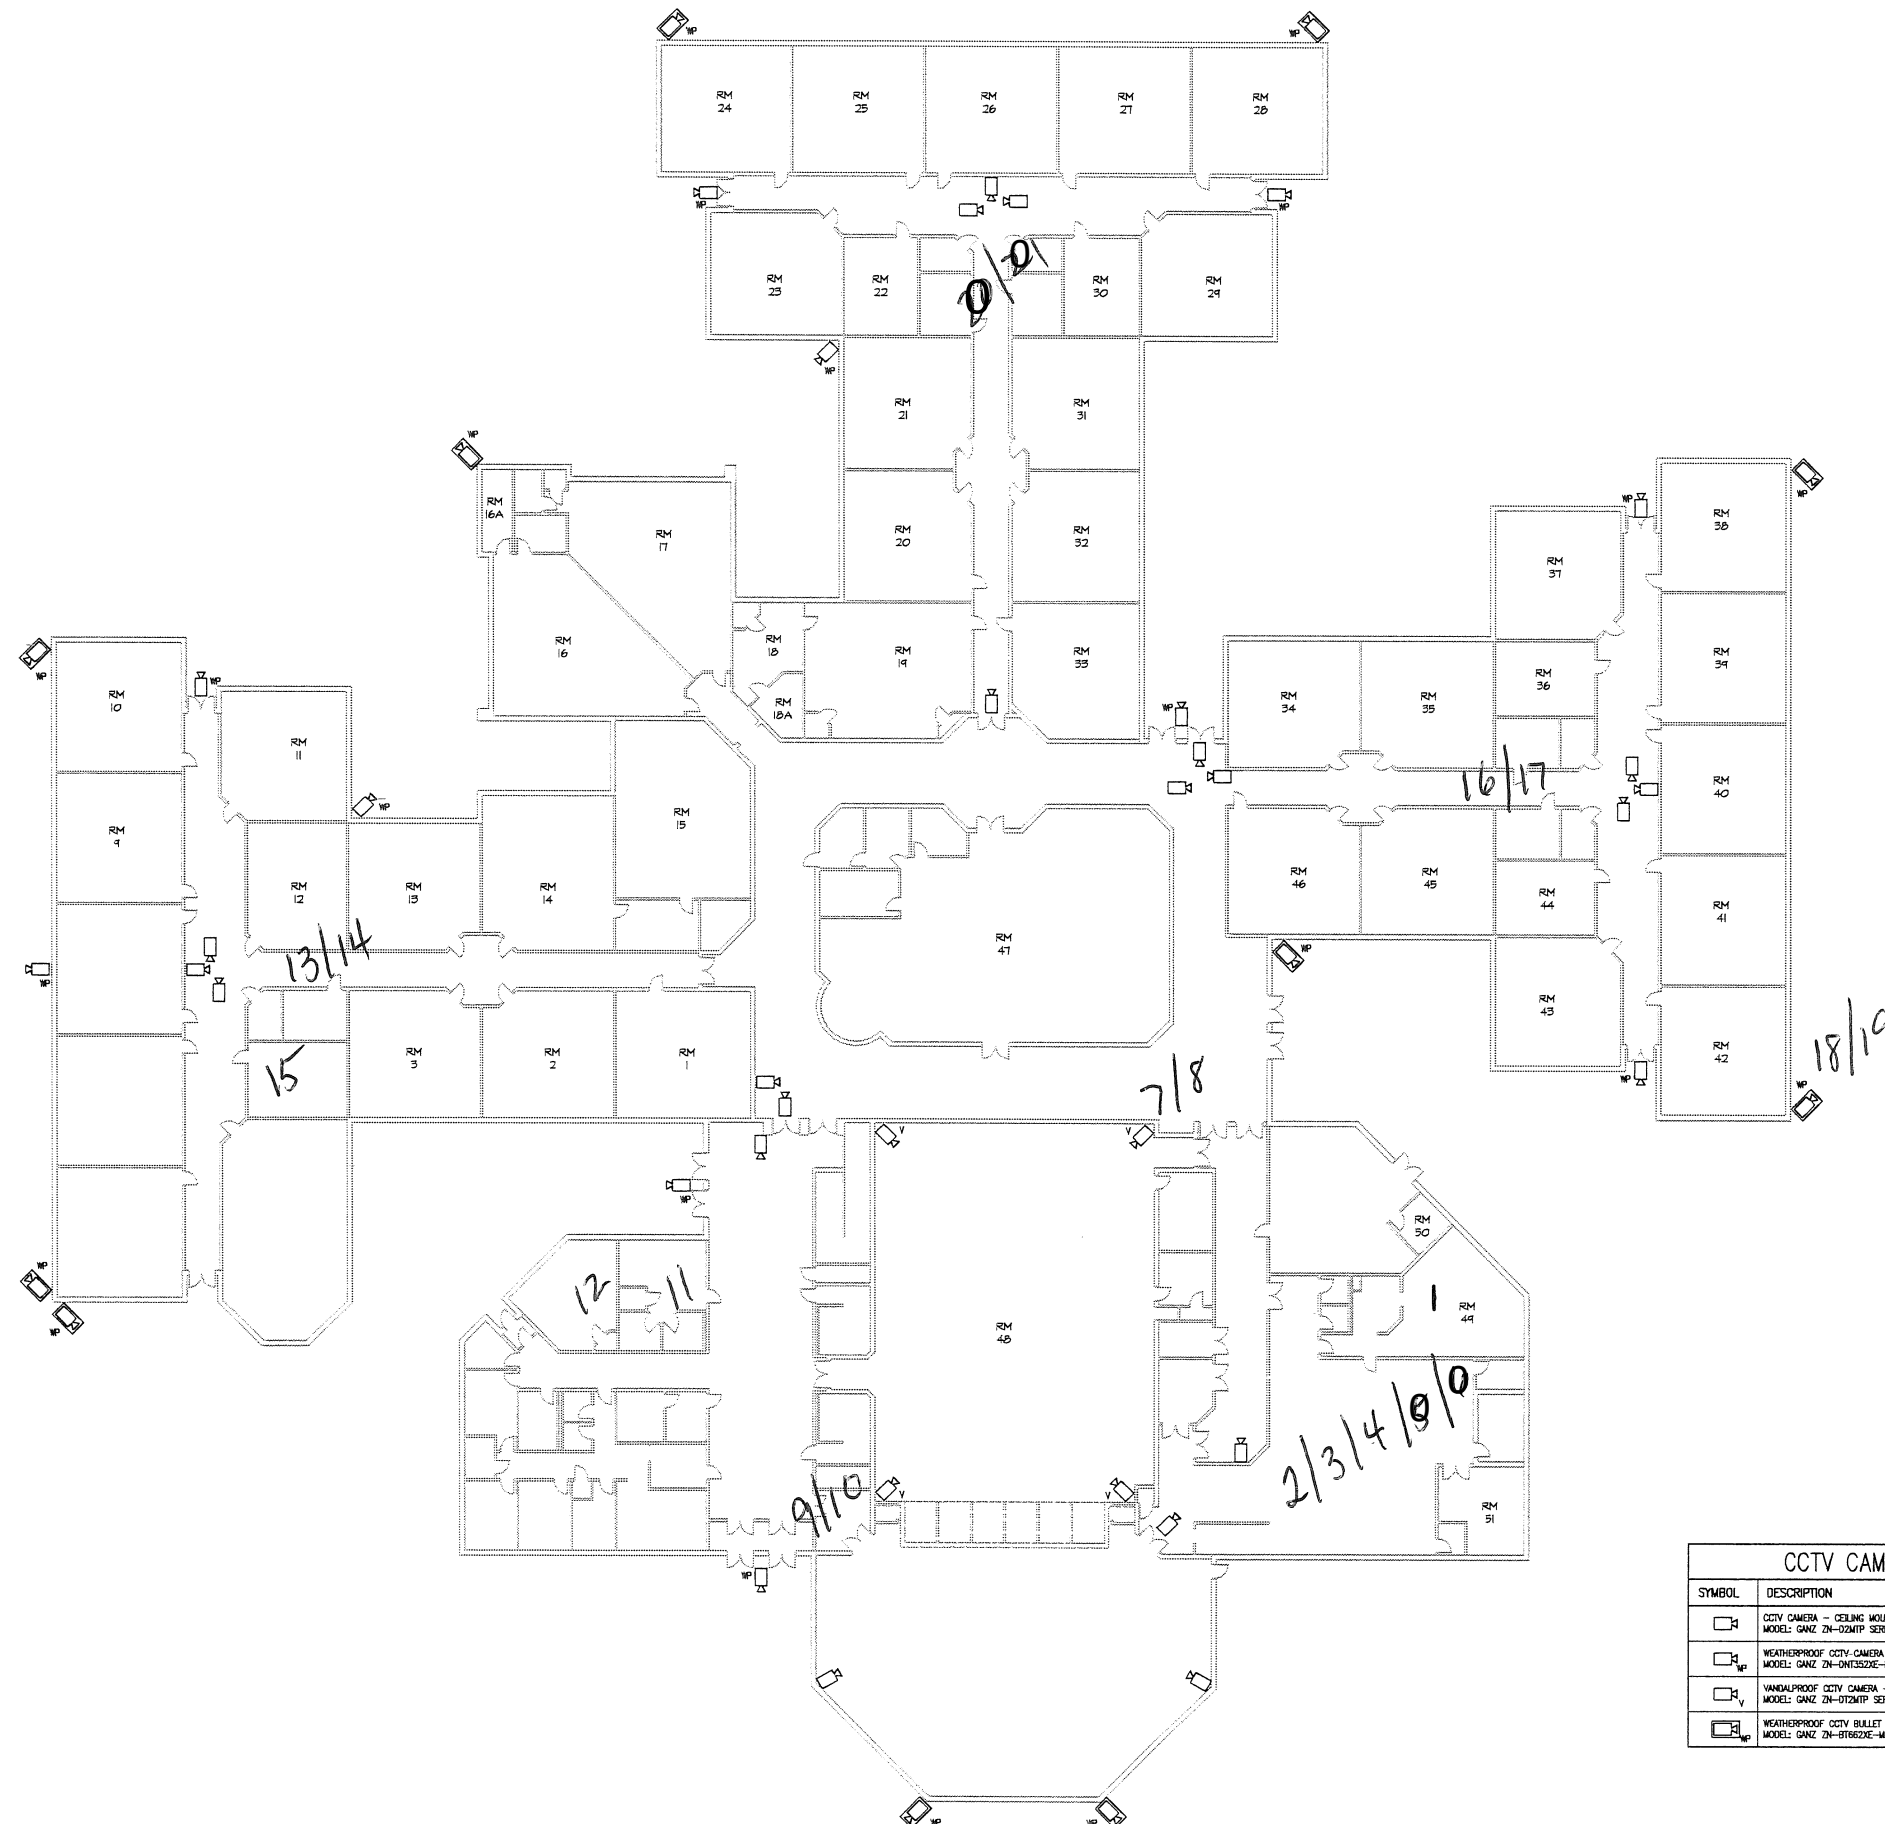 WP
WP
RM
24
RM
25
RM
26
RM
27
RM
28
WP
WP
20/21
RM
23
RM
22
RM
30
RM
29
WP
RM
21
RM
31
WP
RM
16A
RM
17
RM
20
RM
32
WP
RM
38
WP
RM
37
RM
16
RM
18
RM
19
RM
33
RM
39
WP
RM
10
WP
RM
18A
WP
RM
34
RM
35
RM
36
RM
11
16/17
RM
40
WP
RM
9
RM
15
RM
12
RM
13
RM
14
RM
46
RM
45
RM
44
RM
41
13/14
RM
47
WP
WP
RM
43
RM
3
RM
2
RM
1
15
RM
42
18/19
WP
WP
7/8
V
V
WP
RM
50
WP
WP
12
11
RM
48
1
RM
49
2/3/4/
9/10
V
V
RM
51
WP
CCTV CAM
SYMBOL DESCRIPTION
CCTV CAMERA - CEILING MOU
MODEL: GANZ ZN-D2MTP SER
WP
WEATHERPROOF CCTV-CAMERA
MODEL: GANZ ZN-DNT352XE-
V
VANDALPROOF CCTV CAMERA -
MODEL: GANZ ZN-DT2MTP SER
WP
WEATHERPROOF CCTV BULLET
MODEL: GANZ ZN-BT662XE-M
WP
WP